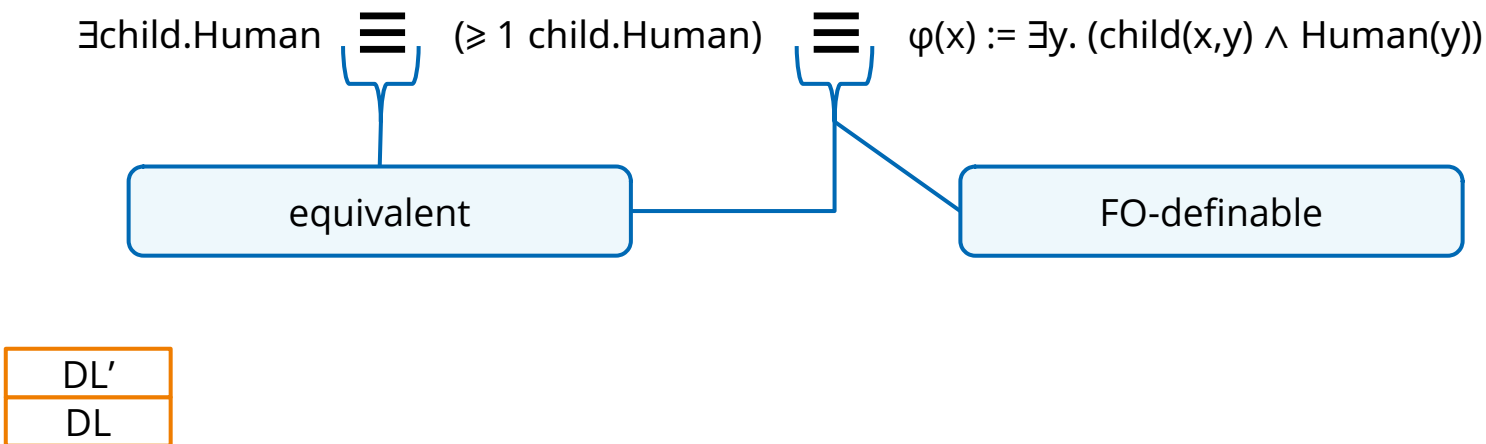 ∃child.Human ≡ (⩾ 1 child.Human) ≡ φ(x) := ∃y. (child(x,y) ∧ Human(y))
equivalent FO-definable
DL’
DL